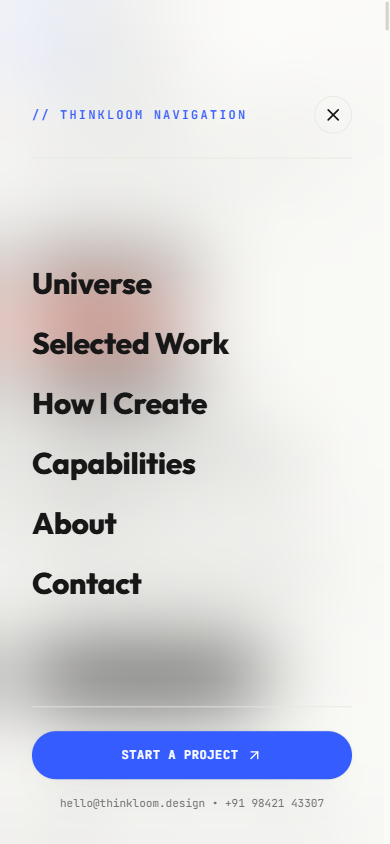 // THINKLOOM NAVIGATION
Universe
Selected Work
How I Create
Capabilities
About
Contact
START A PROJECT ↗
hello@thinkloom.design • +91 98421 43307